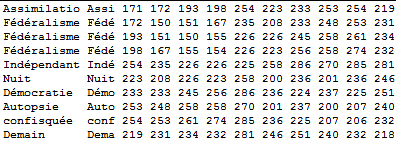 Assimilatio Assi 171 172 193 198 254 223 233 253 254 219
Fédéralisme Fédé 172 150 151 167 235 208 233 248 253 231
Fédéralisme Fédé 193 151 150 155 226 226 245 258 261 234
Fédéralisme Fédé 198 167 155 154 226 223 256 258 274 232
Indépendant Indé 254 235 226 226 225 258 286 270 285 281
Nuit Nuit 223 208 226 223 258 200 236 201 236 246
Démocratie Démo 233 233 245 256 286 236 224 237 225 251
Autopsie Auto 253 248 258 258 270 201 237 200 207 240
confisquée conf 254 253 261 274 285 236 225 207 206 232
Demain Dema 219 231 234 232 281 246 251 240 232 218